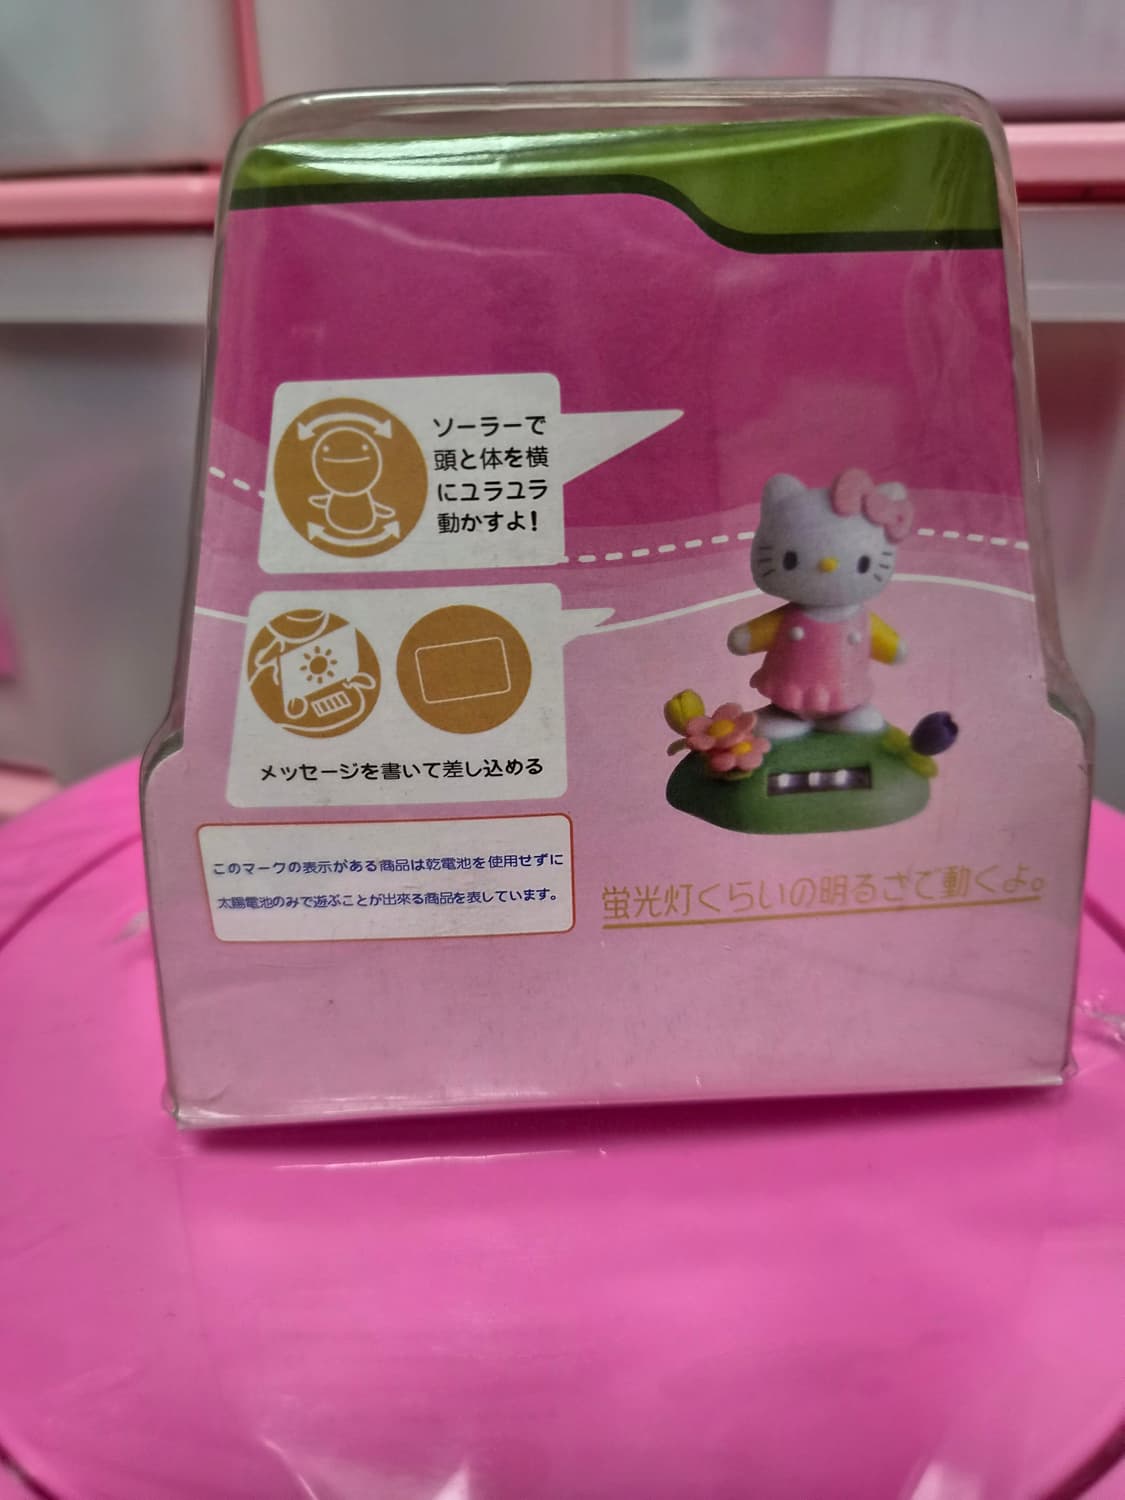 ソーラーで
頭と体を横
にユラユラ
動かすよ!
メッセージを書いて差し込める
このマークの表示がある商品は乾電池を使用せずに
太陽電池のみで遊ぶことが出來る商品を表しています。
蛍光灯くらいの明るさで動くよ。